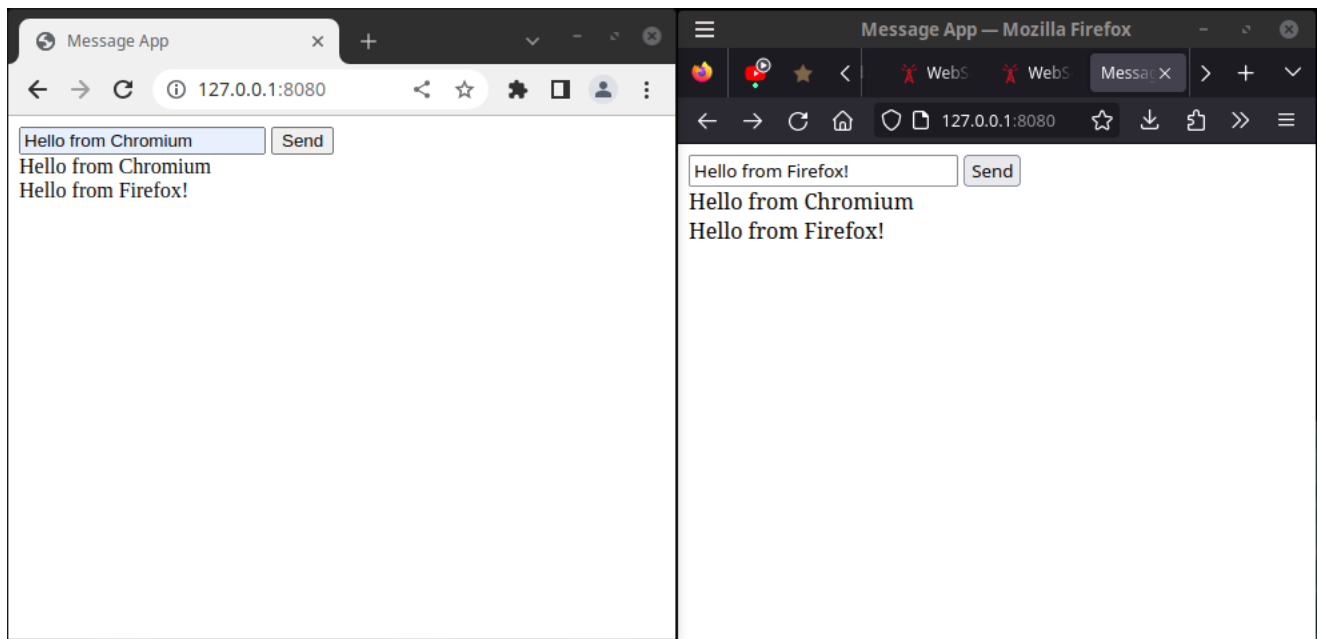 Message App
127.0.0.1:8080
Hello from Chromium
Send
Hello from Chromium
Hello from Firefox!
Message App — Mozilla Firefox
WebS
WebS
Messag
127.0.0.1:8080
Hello from Firefox!
Send
Hello from Chromium
Hello from Firefox!